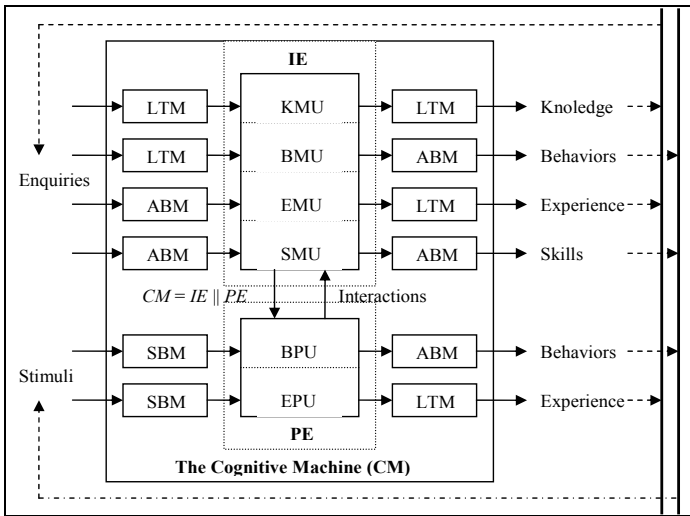 IE
LTM KMU LTM Knoledge
LTM BMU ABM Behaviors
Enquiries
ABM EMU LTM Experience
ABM SMU ABM Skills
CM = IE || PE Interactions
SBM BPU ABM Behaviors
Stimuli
SBM EPU LTM Experience
PE
The Cognitive Machine (CM)